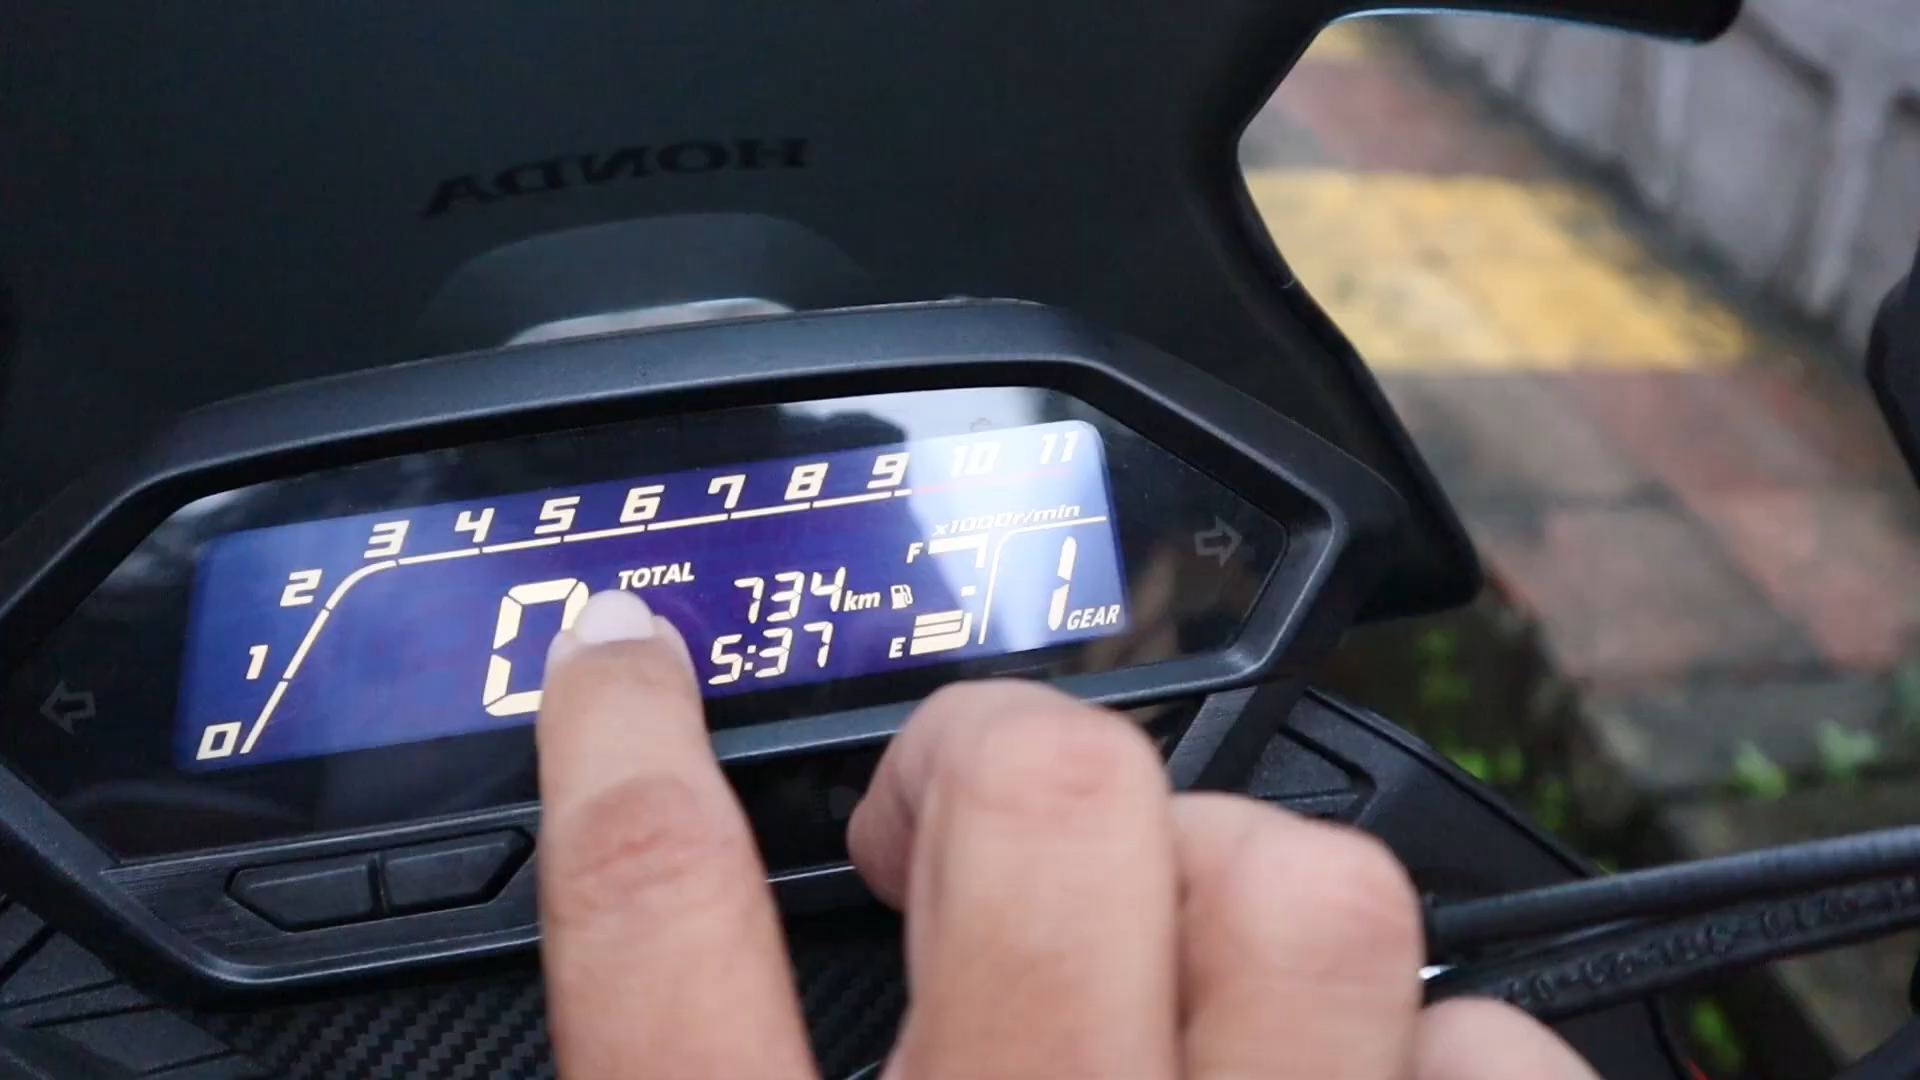 HONDA
0 1 2 3 4 5 6 7 8 9 10 11
x1000r/min
0 TOTAL 734km
5:37
F
E
1 GEAR